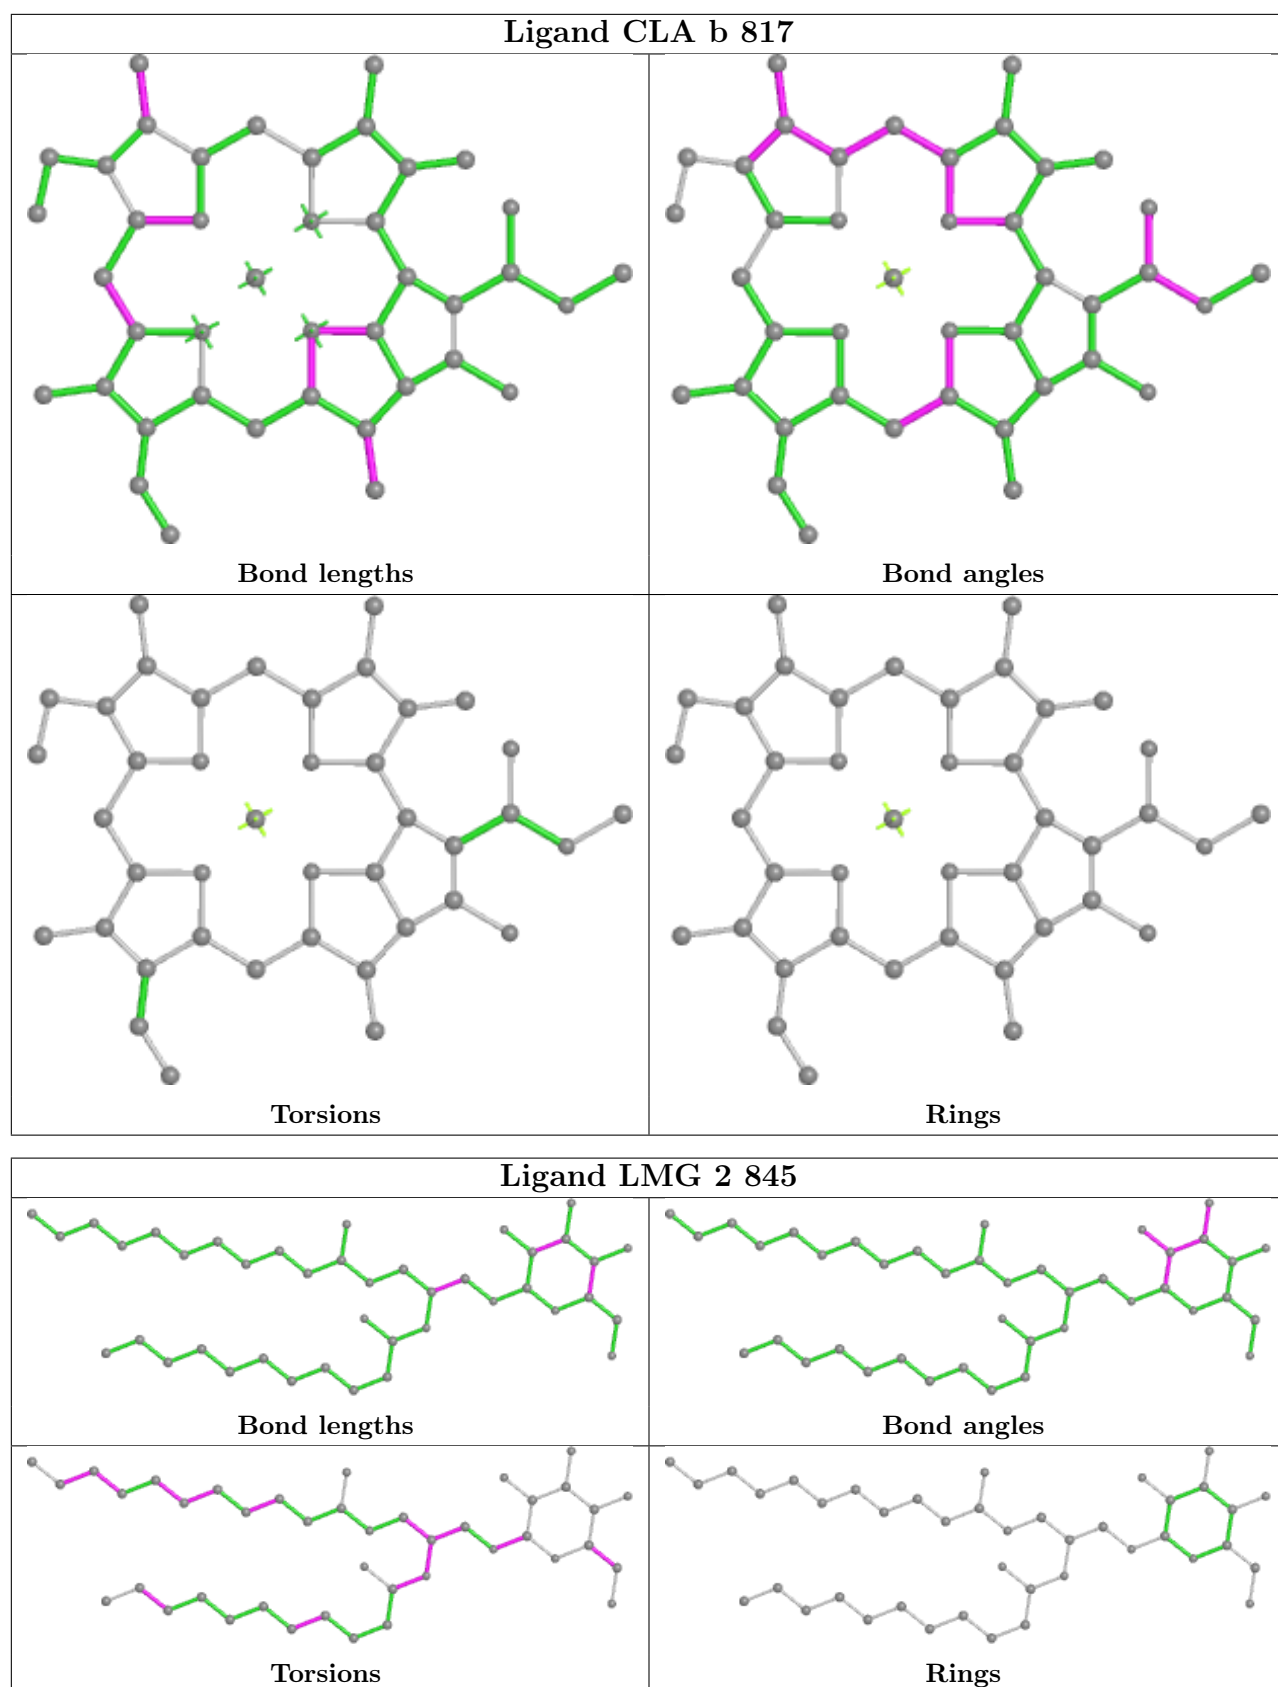 Ligand CLA b 817
Bond lengths
Bond angles
Torsions
Rings
Ligand LMG 2 845
Bond lengths
Bond angles
Torsions
Rings